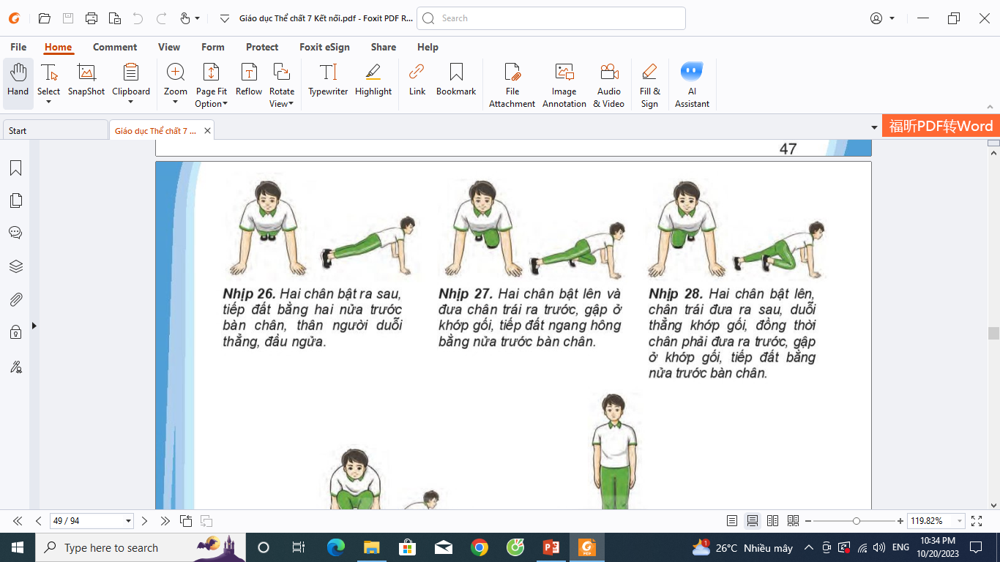 Giáo dục Thể chất 7 Kết nối.pdf - Foxit PDF R...
Search
File Home Comment View Form Protect Foxit eSign Share Help
Hand Select SnapShot Clipboard Zoom Page Fit Option Reflow Rotate View Typewriter Highlight Link Bookmark File Attachment Image Annotation Audio & Video Fill & Sign AI Assistant
Start
Giáo dục Thể chất 7 ...
福昕PDF转Word
47
Nhịp 26. Hai chân bật ra sau,
tiếp đất bằng hai nửa trước
bàn chân, thân người duỗi
thẳng, đầu ngửa.
Nhịp 27. Hai chân bật lên và
đưa chân trái ra trước, gập ở
khớp gối, tiếp đất ngang hông
bằng nửa trước bàn chân.
Nhịp 28. Hai chân bật lên,
chân trái đưa ra sau, duỗi
thẳng khớp gối, đồng thời
chân phải đưa ra trước, gập
ở khớp gối, tiếp đất bằng
nửa trước bàn chân.
49 / 94
119.82%
Type here to search
26°C Nhiều mây
ENG
10:34 PM
10/20/2023